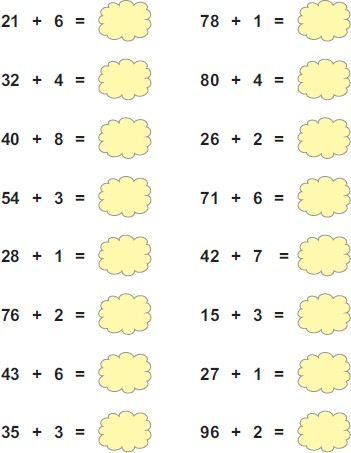 21 + 6 = 78 + 1 =
32 + 4 = 80 + 4 =
40 + 8 = 26 + 2 =
54 + 3 = 71 + 6 =
28 + 1 = 42 + 7 =
76 + 2 = 15 + 3 =
43 + 6 = 27 + 1 =
35 + 3 = 96 + 2 =